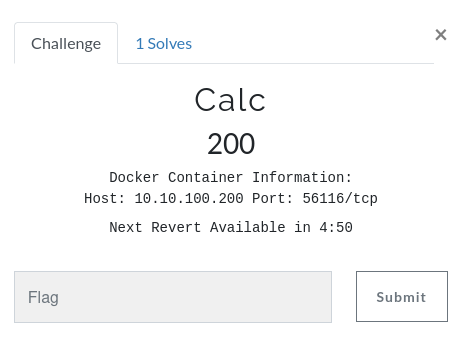 Challenge
1 Solves
×
Calc
200
Docker Container Information:
Host: 10.10.100.200 Port: 56116/tcp
Next Revert Available in 4:50
Flag
Submit